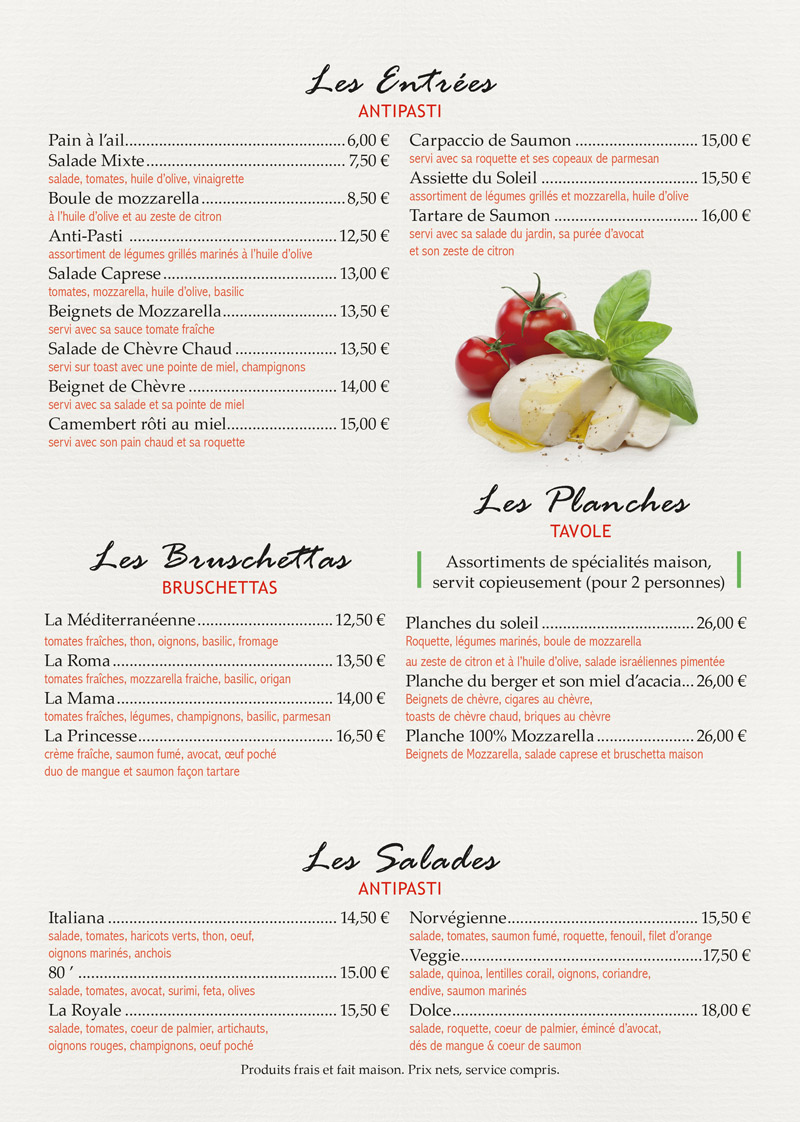 Les Entrées
ANTIPASTI
Pain à l'ail.....6,00 €
Salade Mixte.....7,50 €
salade, tomates, huile d'olive, vinaigrette
Boule de mozzarella.....8,50 €
à l'huile d'olive et au zeste de citron
Anti-Pasti.....12,50 €
assortiment de légumes grillés marinés à l'huile d'olive
Salade Caprese.....13,00 €
tomates, mozzarella, huile d'olive, basilic
Beignets de Mozzarella.....13,50 €
servi avec sa sauce tomate fraîche
Salade de Chèvre Chaud.....13,50 €
servi sur toast avec une pointe de miel, champignons
Beignet de Chèvre.....14,00 €
servi avec sa salade et sa pointe de miel
Camembert rôti au miel.....15,00 €
servi avec son pain chaud et sa roquette
Carpaccio de Saumon.....15,00 €
servi avec sa roquette et ses copeaux de parmesan
Assiette du Soleil.....15,50 €
assortiment de légumes grillés et mozzarella, huile d'olive
Tartare de Saumon.....16,00 €
servi avec sa salade du jardin, sa purée d'avocat
et son zeste de citron
Les Bruschettas
BRUSCHETTAS
La Méditerranéenne.....12,50 €
tomates fraîches, thon, oignons, basilic, fromage
La Roma.....13,50 €
tomates fraîches, mozzarella fraiche, basilic, origan
La Mama.....14,00 €
tomates fraîches, légumes, champignons, basilic, parmesan
La Princesse.....16,50 €
crème fraîche, saumon fumé, avocat, œuf poché
duo de mangue et saumon façon tartare
Les Planches
TAVOLE
Assortiments de spécialités maison,
servit copieusement (pour 2 personnes)
Planches du soleil.....26,00 €
Roquette, légumes marinés, boule de mozzarella
au zeste de citron et à l'huile d'olive, salade israéliennes pimentée
Planche du berger et son miel d'acacia...26,00 €
Beignets de chèvre, cigares au chèvre,
toasts de chèvre chaud, briques au chèvre
Planche 100% Mozzarella.....26,00 €
Beignets de Mozzarella, salade caprese et bruschetta maison
Les Salades
ANTIPASTI
Italiana.....14,50 €
salade, tomates, haricots verts, thon, oeuf,
oignons marinés, anchois
80 ′.....15.00 €
salade, tomates, avocat, surimi, feta, olives
La Royale.....15,50 €
salade, tomates, coeur de palmier, artichauts,
oignons rouges, champignons, oeuf poché
Norvégienne.....15,50 €
salade, tomates, saumon fumé, roquette, fenouil, filet d'orange
Veggie.....17,50 €
salade, quinoa, lentilles corail, oignons, coriandre,
endive, saumon marinés
Dolce.....18,00 €
salade, roquette, coeur de palmier, émincé d'avocat,
dés de mangue & coeur de saumon
Produits frais et fait maison. Prix nets, service compris.